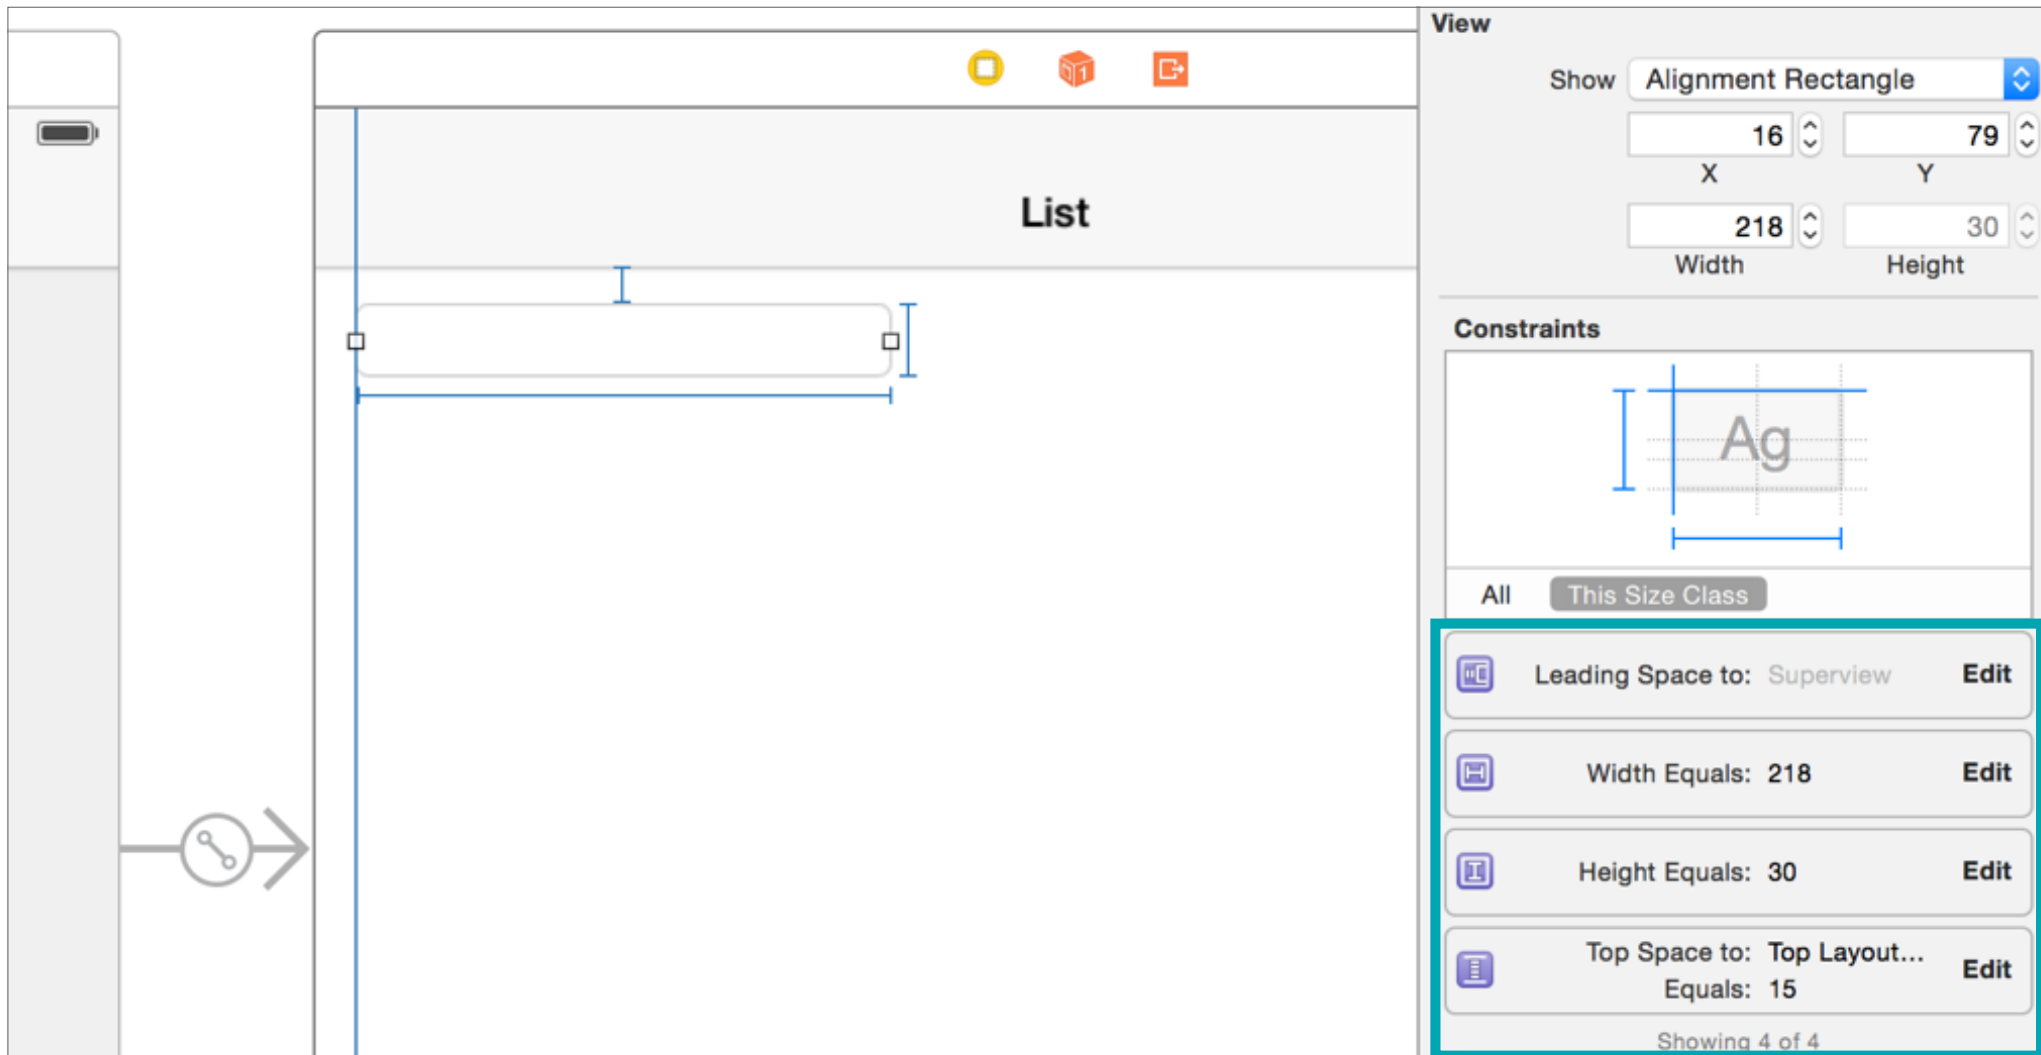 List
View
Show Alignment Rectangle
16 79
X Y
218 30
Width Height
Constraints
Ag
All This Size Class
Leading Space to: Superview Edit
Width Equals: 218 Edit
Height Equals: 30 Edit
Top Space to: Top Layout...
Equals: 15 Edit
Showing 4 of 4